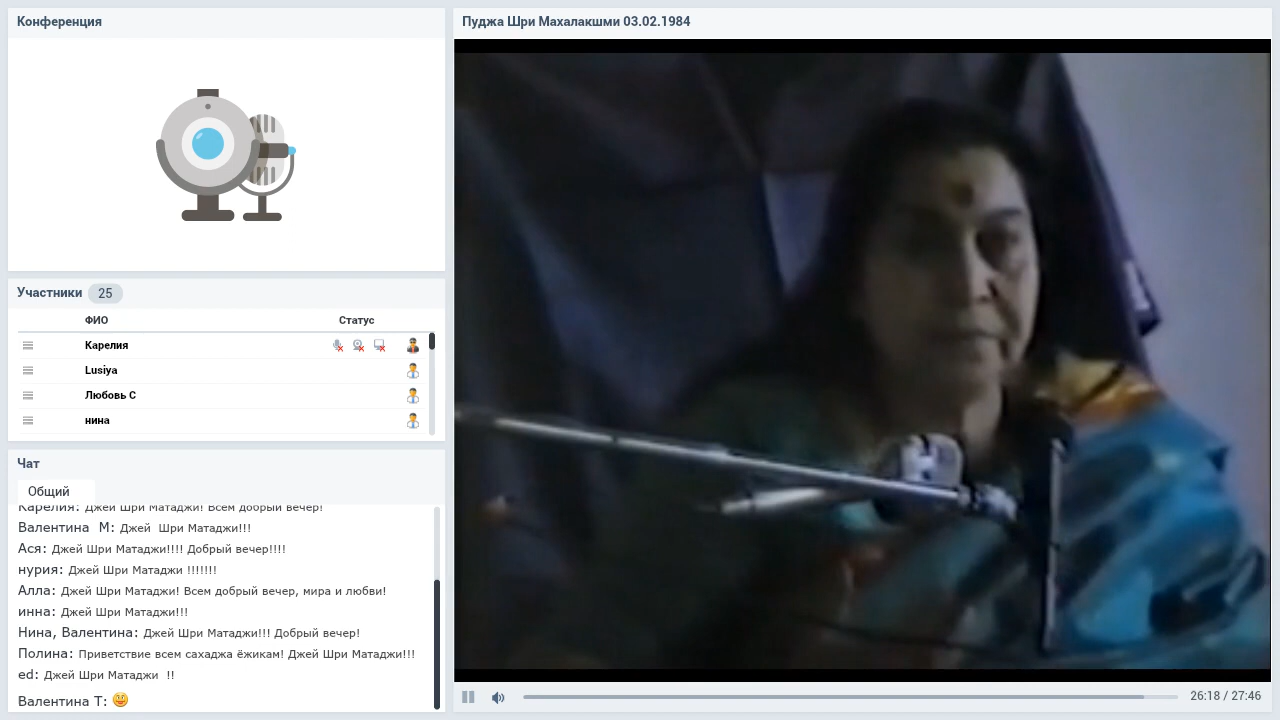 Конференция
Пуджа Шри Махалакшми 03.02.1984
Участники 25
ФИО Статус
Карелия
Lusiya
Любовь С
нина
Чат
Общий
Карелия: Джей Шри Матаджи! Всем добрый вечер!
Валентина М: Джей Шри Матаджи!!!
Ася: Джей Шри Матаджи!!!! Добрый вечер!!!!
нурия: Джей Шри Матаджи !!!!!!!
Алла: Джей Шри Матаджи! Всем добрый вечер, мира и любви!
инна: Джей Шри Матаджи!!!
Нина, Валентина: Джей Шри Матаджи!!! Добрый вечер!
Полина: Приветствие всем сахаджа ёжикам! Джей Шри Матаджи!!!
ed: Джей Шри Матаджи !!
Валентина Т:
26:18 / 27:46